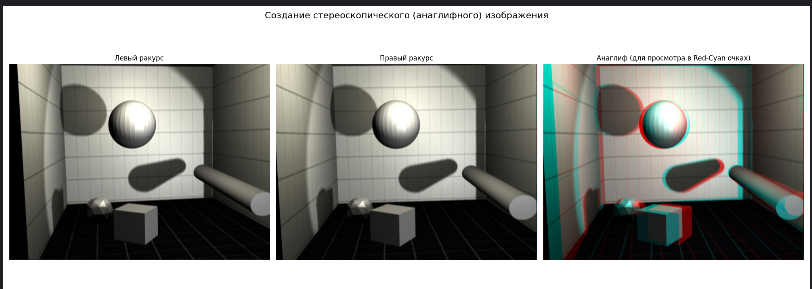 Создание стереоскопического (анаглифного) изображения
Левый ракурс
Правый ракурс
Анаглиф (для просмотра в Red-Cyan очках)